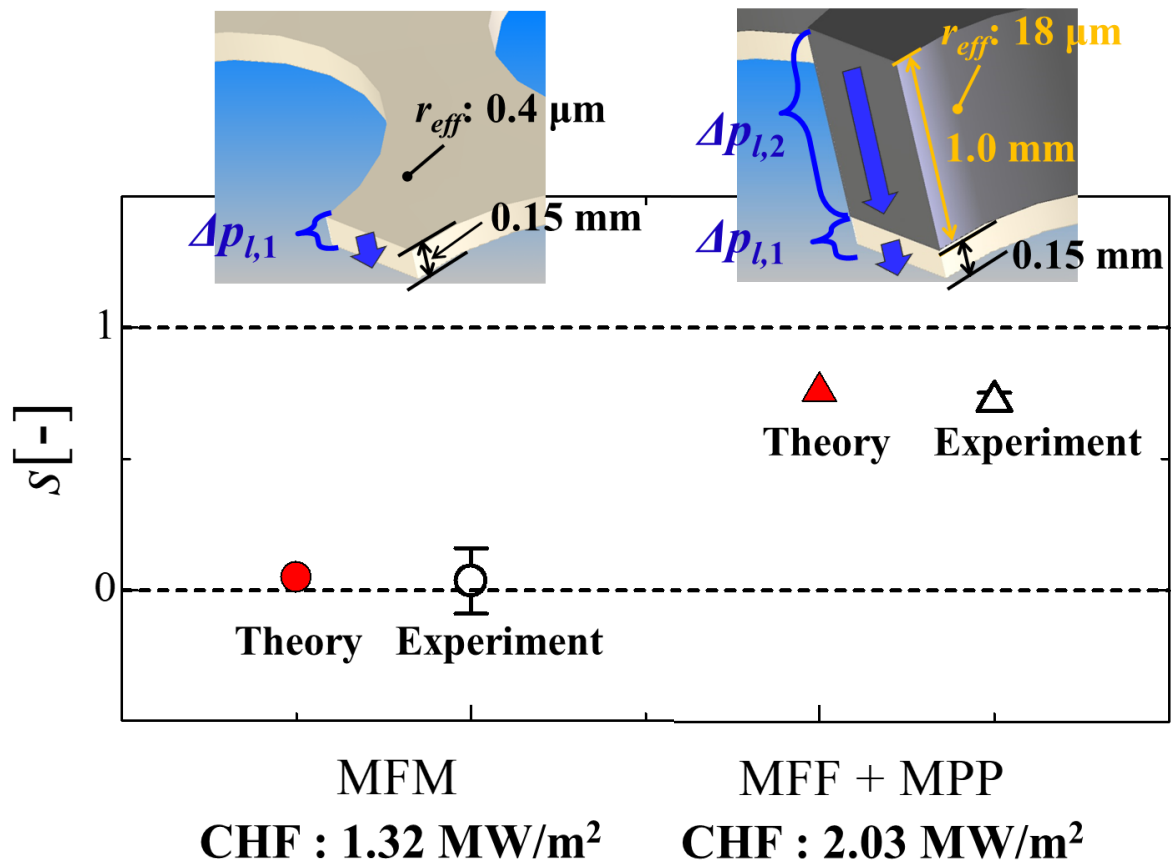 r_eff: 0.4 μm
Δp_l,1
0.15 mm
r_eff: 18 μm
Δp_l,2
1.0 mm
Δp_l,1
0.15 mm
s[-]
1
0
Theory
Experiment
Theory
Experiment
MFM
CHF : 1.32 MW/m²
MFF + MPP
CHF : 2.03 MW/m²